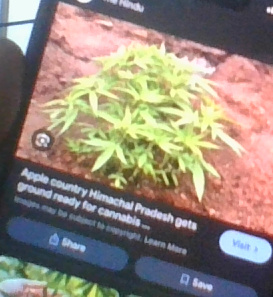 The Hindu
Apple country Himachal Pradesh gets
ground ready for cannabis ...
Images may be subject to copyright. Learn More
Visit >
Share
Save